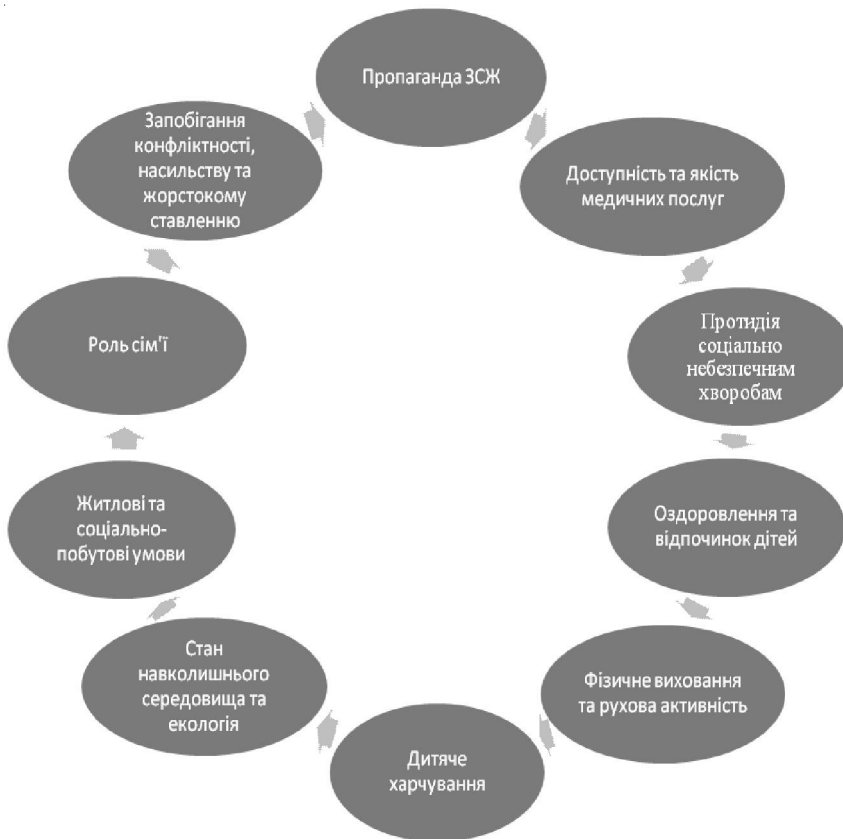 Пропаганда ЗСЖ
Доступність та якість
медичних послуг
Протидія
соціально
небезпечним
хворобам
Оздоровлення та
відпочинок дітей
Фізичне виховання
та рухова активність
Дитяче
харчування
Стан
навколишнього
середовища та
екологія
Житлові та
соціально-
побутові умови
Роль сім'ї
Запобігання
конфліктності,
насильству та
жорстокому
ставленню